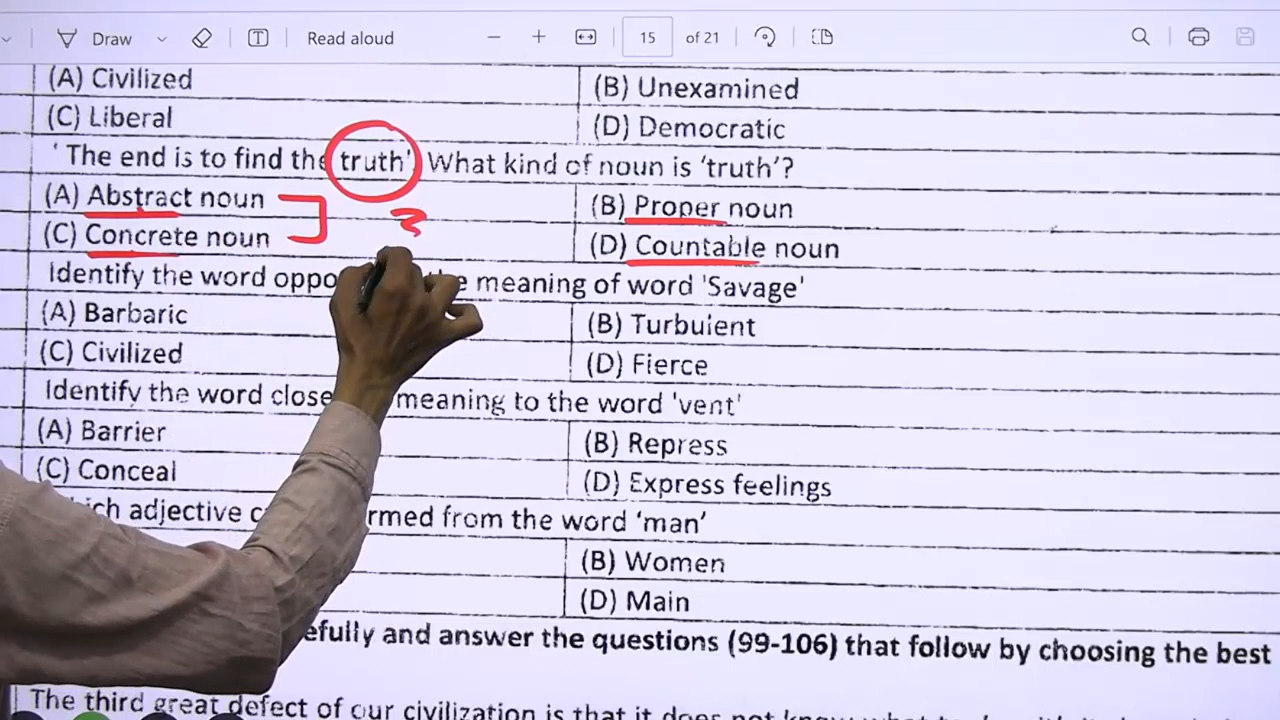 Draw T Read aloud − + 15 of 21
(A) Civilized (B) Unexamined
(C) Liberal (D) Democratic
' The end is to find the truth'. What kind of noun is 'truth'?
(A) Abstract noun (B) Proper noun
(C) Concrete noun (D) Countable noun
Identify the word meaning of word 'Savage'
(A) Barbaric (B) Turbuient
(C) Civilized (D) Fierce
Identify the word close meaning to the word 'vent'
(A) Barrier (B) Repress
(C) Conceal (D) Express feelings
adjective from the word 'man'
(B) Women
(D) Main
and answer the questions (99-106) that follow by choosing the best
The third great defect of our civilization is that it does not know what to do with it